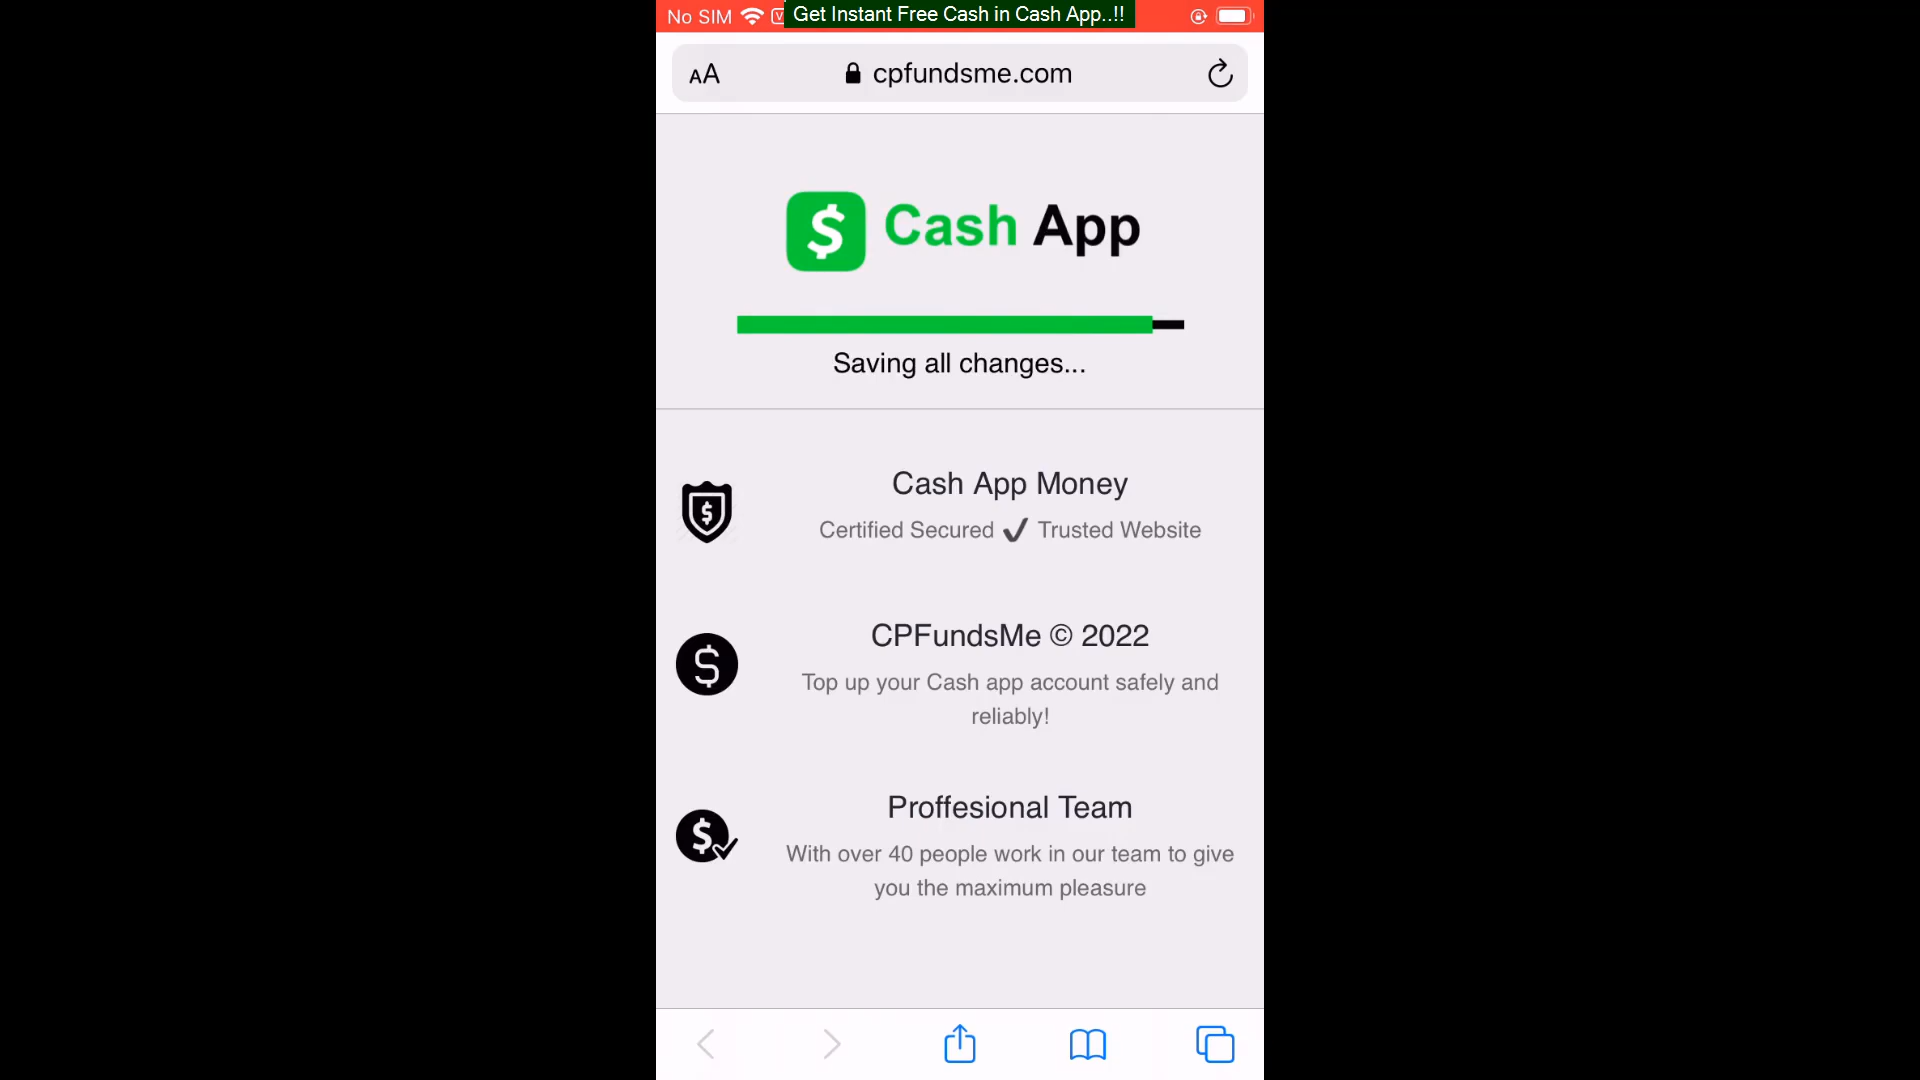 No SIM
Get Instant Free Cash in Cash App..!!
AA
cpfundsme.com
$ Cash App
Saving all changes...
Cash App Money
Certified Secured ✔ Trusted Website
CPFundsMe © 2022
Top up your Cash app account safely and
reliably!
Proffesional Team
With over 40 people work in our team to give
you the maximum pleasure